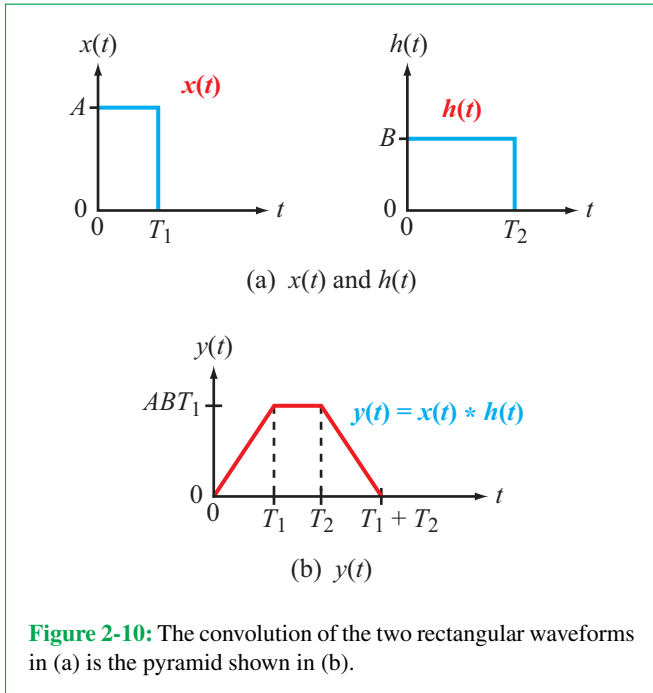 x(t)
x(t)
A
0
0
T1
t
h(t)
h(t)
B
0
0
T2
t
(a) x(t) and h(t)
y(t)
ABT1
y(t) = x(t) * h(t)
0
0
T1
T2
T1 + T2
t
(b) y(t)
Figure 2-10: The convolution of the two rectangular waveforms
in (a) is the pyramid shown in (b).